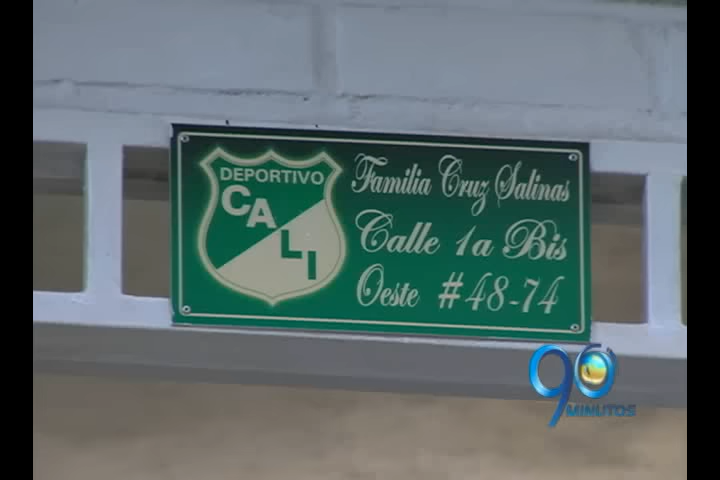 DEPORTIVO
CALI
Familia Cruz Salinas
Calle 1a Bis
Oeste #48-74
90
MINUTOS